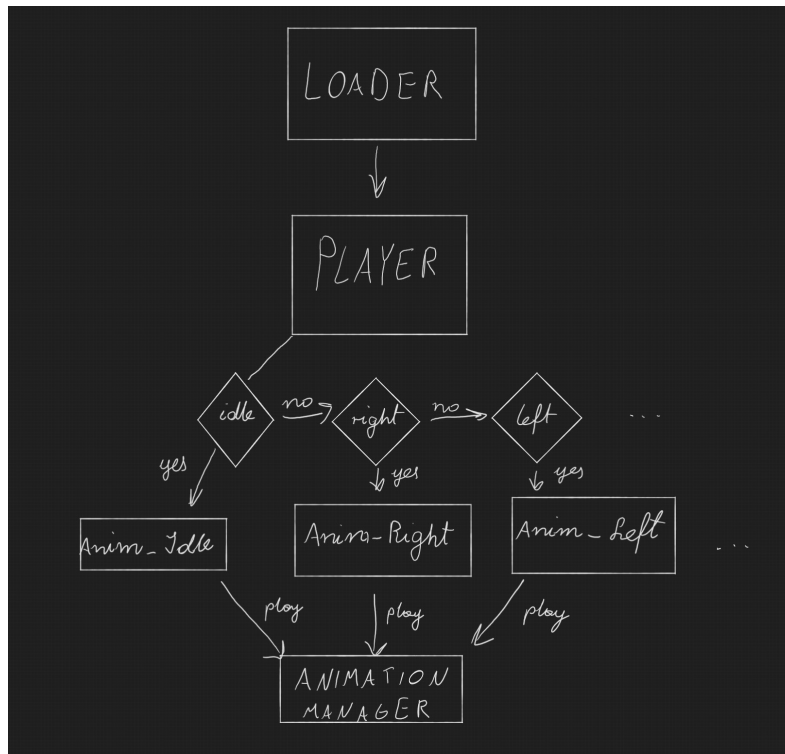 LOADER
PLAYER
idle no right no left ...
yes yes yes
Anim_Idle Anim_Right Anim_Left ...
play play play
ANIMATION
MANAGER